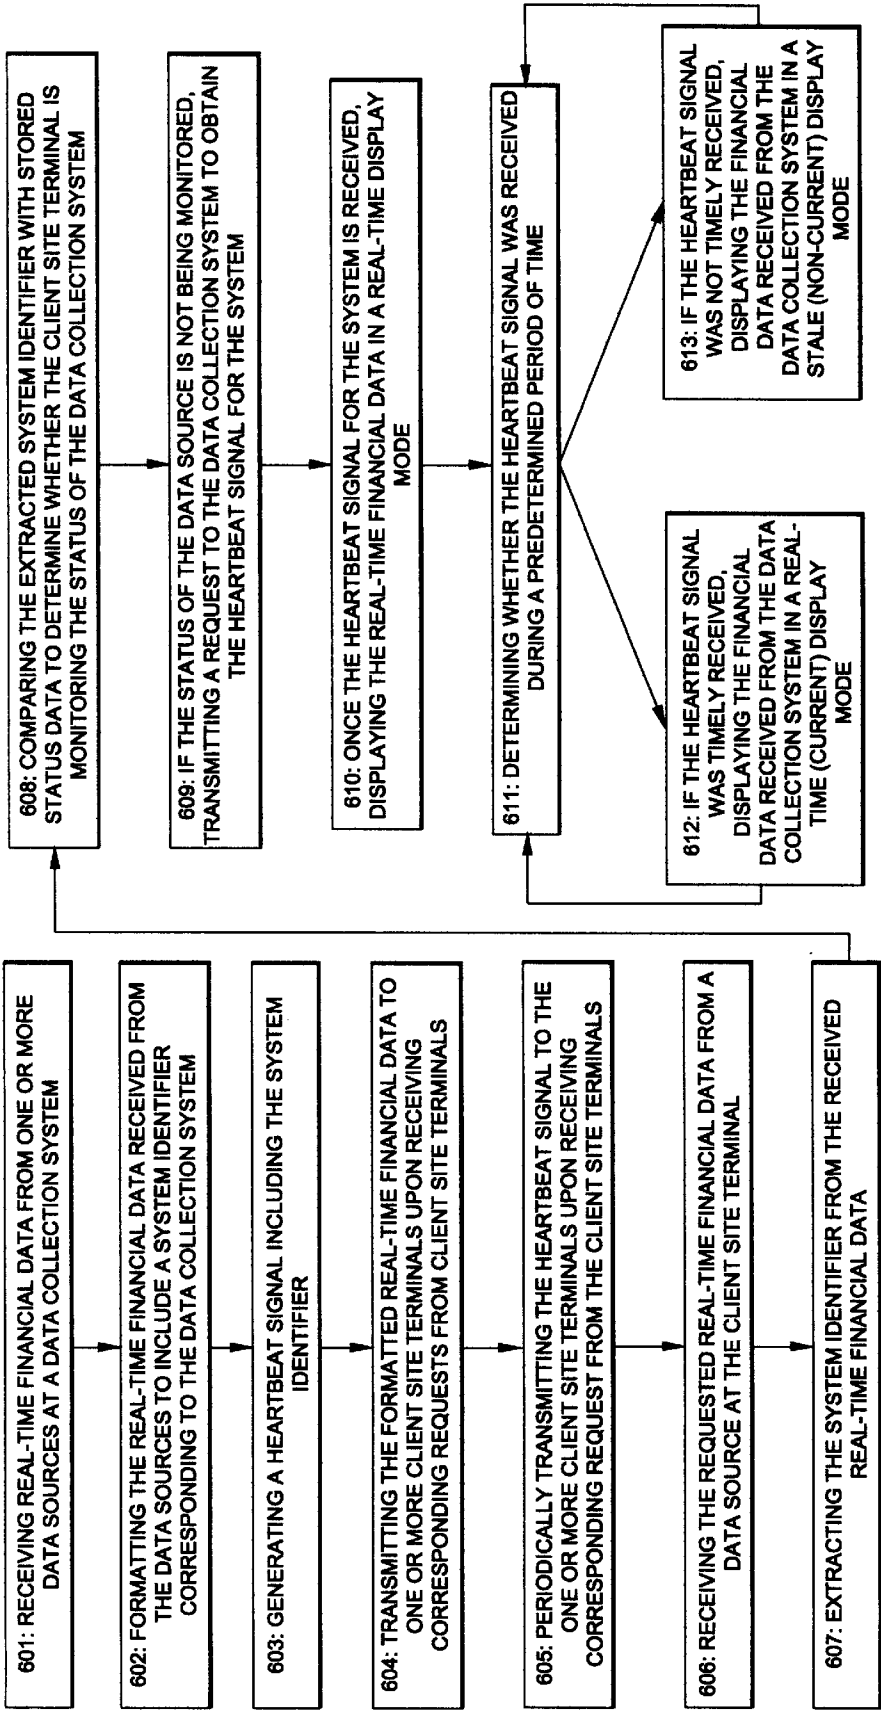 601: RECEIVING REAL-TIME FINANCIAL DATA FROM ONE OR MORE
DATA SOURCES AT A DATA COLLECTION SYSTEM
602: FORMATTING THE REAL-TIME FINANCIAL DATA RECEIVED FROM
THE DATA SOURCES TO INCLUDE A SYSTEM IDENTIFIER
CORRESPONDING TO THE DATA COLLECTION SYSTEM
603: GENERATING A HEARTBEAT SIGNAL INCLUDING THE SYSTEM
IDENTIFIER
604: TRANSMITTING THE FORMATTED REAL-TIME FINANCIAL DATA TO
ONE OR MORE CLIENT SITE TERMINALS UPON RECEIVING
CORRESPONDING REQUESTS FROM CLIENT SITE TERMINALS
605: PERIODICALLY TRANSMITTING THE HEARTBEAT SIGNAL TO THE
ONE OR MORE CLIENT SITE TERMINALS UPON RECEIVING
CORRESPONDING REQUEST FROM THE CLIENT SITE TERMINALS
606: RECEIVING THE REQUESTED REAL-TIME FINANCIAL DATA FROM A
DATA SOURCE AT THE CLIENT SITE TERMINAL
607: EXTRACTING THE SYSTEM IDENTIFIER FROM THE RECEIVED
REAL-TIME FINANCIAL DATA
608: COMPARING THE EXTRACTED SYSTEM IDENTIFIER WITH STORED
STATUS DATA TO DETERMINE WHETHER THE CLIENT SITE TERMINAL IS
MONITORING THE STATUS OF THE DATA COLLECTION SYSTEM
609: IF THE STATUS OF THE DATA SOURCE IS NOT BEING MONITORED,
TRANSMITTING A REQUEST TO THE DATA COLLECTION SYSTEM TO OBTAIN
THE HEARTBEAT SIGNAL FOR THE SYSTEM
610: ONCE THE HEARTBEAT SIGNAL FOR THE SYSTEM IS RECEIVED,
DISPLAYING THE REAL-TIME FINANCIAL DATA IN A REAL-TIME DISPLAY
MODE
611: DETERMINING WHETHER THE HEARTBEAT SIGNAL WAS RECEIVED
DURING A PREDETERMINED PERIOD OF TIME
612: IF THE HEARTBEAT SIGNAL
WAS TIMELY RECEIVED,
DISPLAYING THE FINANCIAL
DATA RECEIVED FROM THE DATA
COLLECTION SYSTEM IN A REAL-
TIME (CURRENT) DISPLAY
MODE
613: IF THE HEARTBEAT SIGNAL
WAS NOT TIMELY RECEIVED,
DISPLAYING THE FINANCIAL
DATA RECEIVED FROM THE
DATA COLLECTION SYSTEM IN A
STALE (NON-CURRENT) DISPLAY
MODE